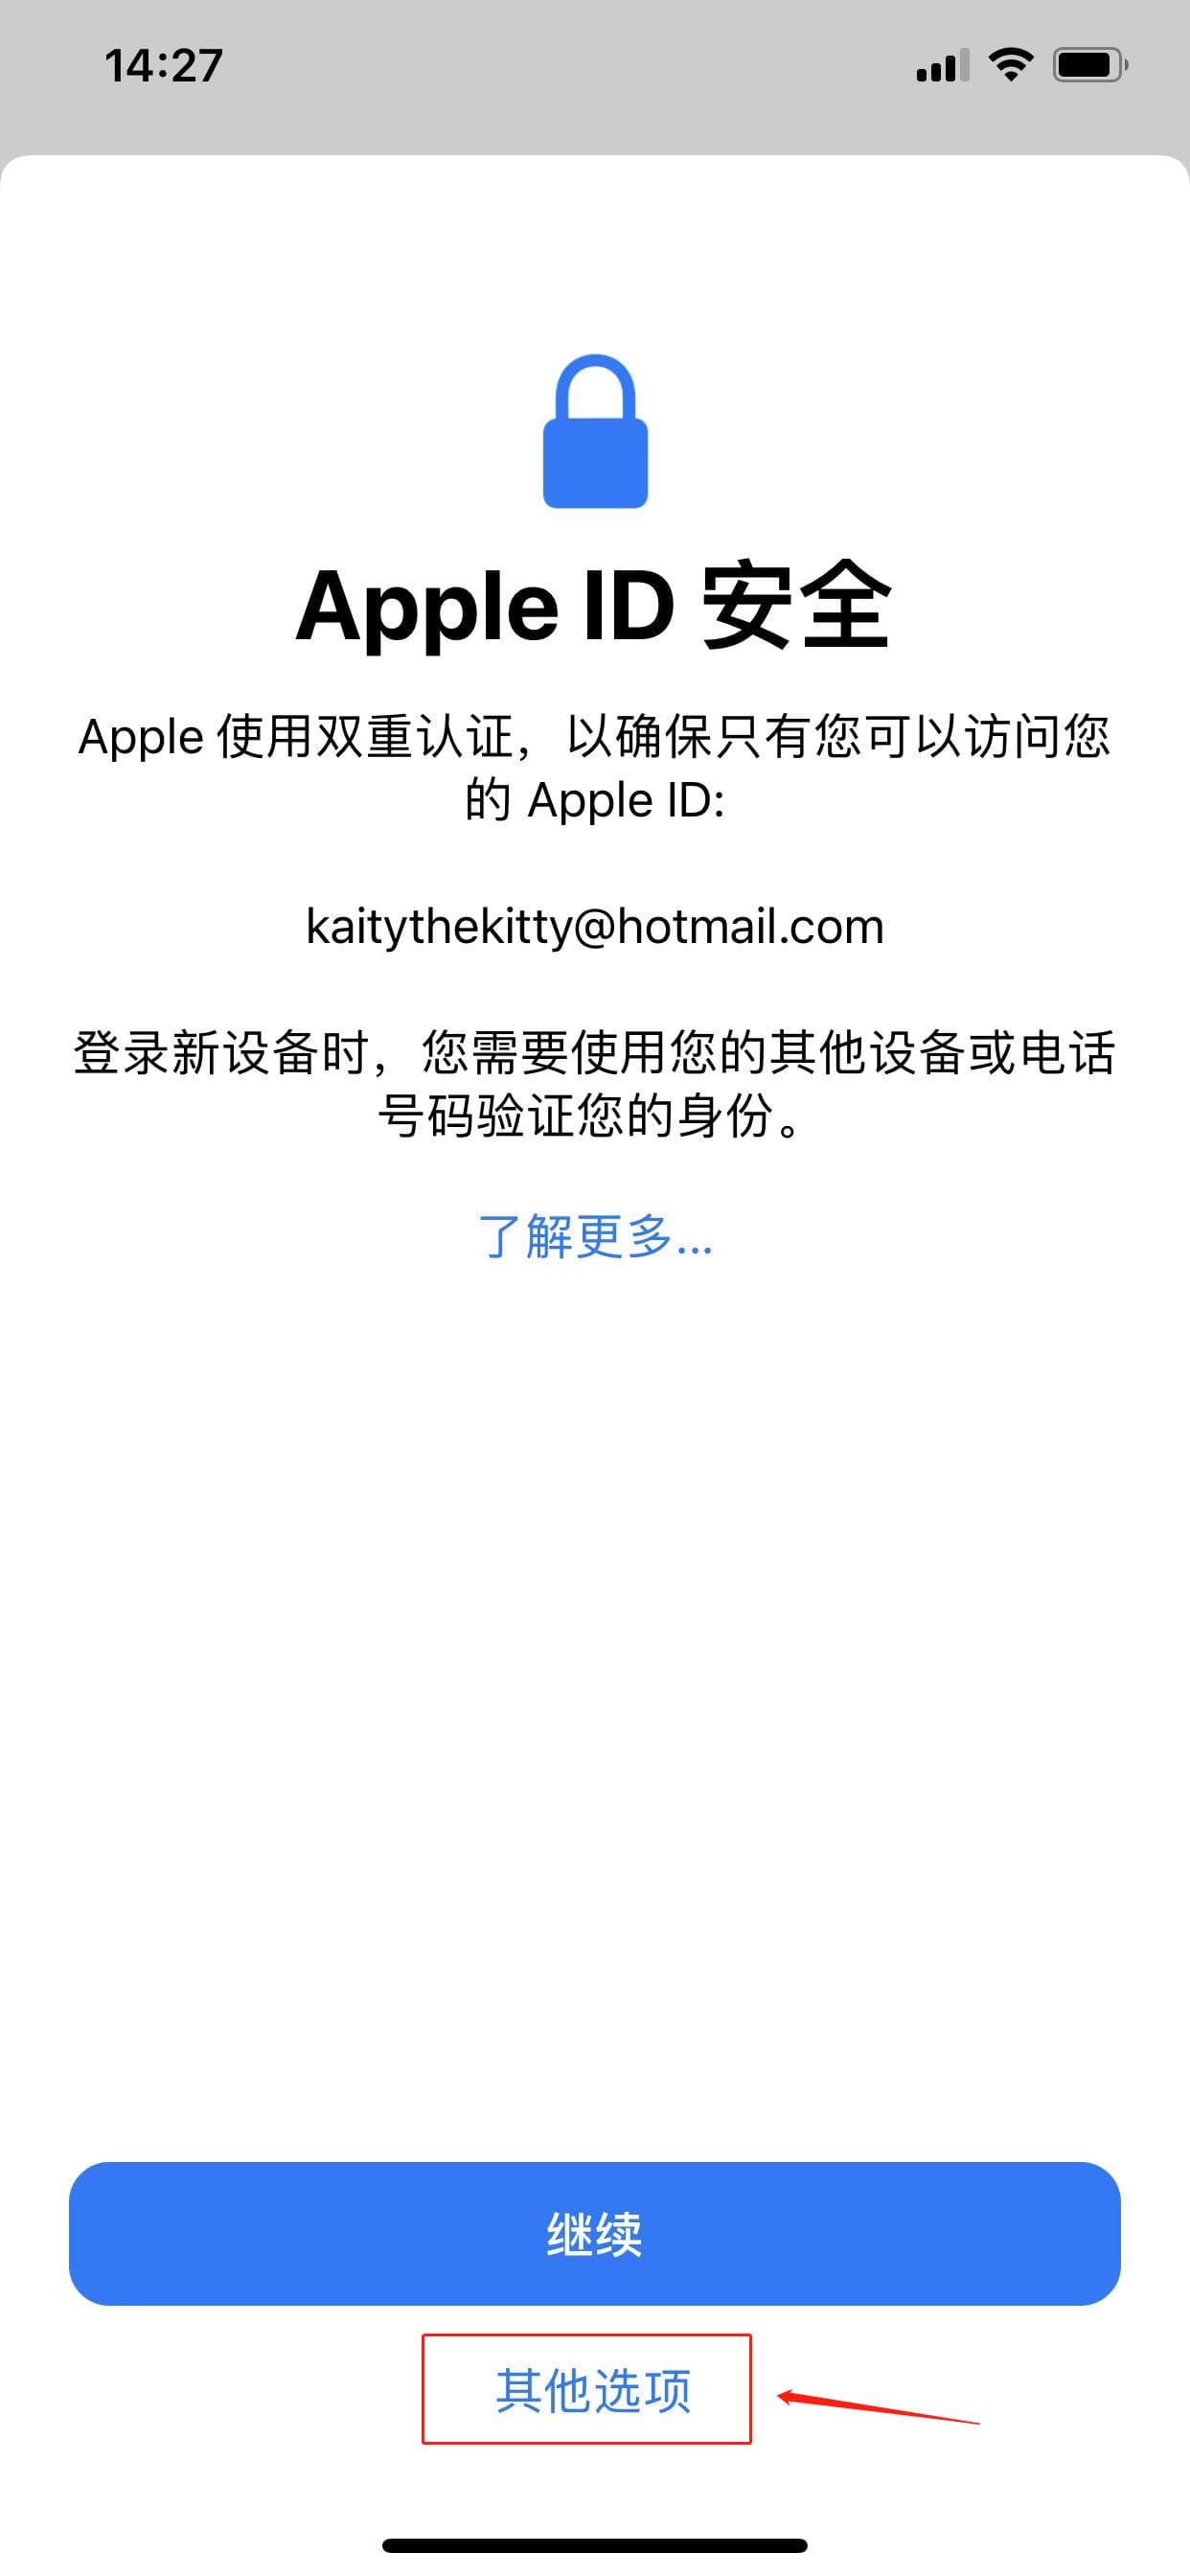 14:27
Apple ID 安全
Apple 使用双重认证，以确保只有您可以访问您
的 Apple ID:
kaitythekitty@hotmail.com
登录新设备时，您需要使用您的其他设备或电话
号码验证您的身份。
了解更多...
继续
其他选项